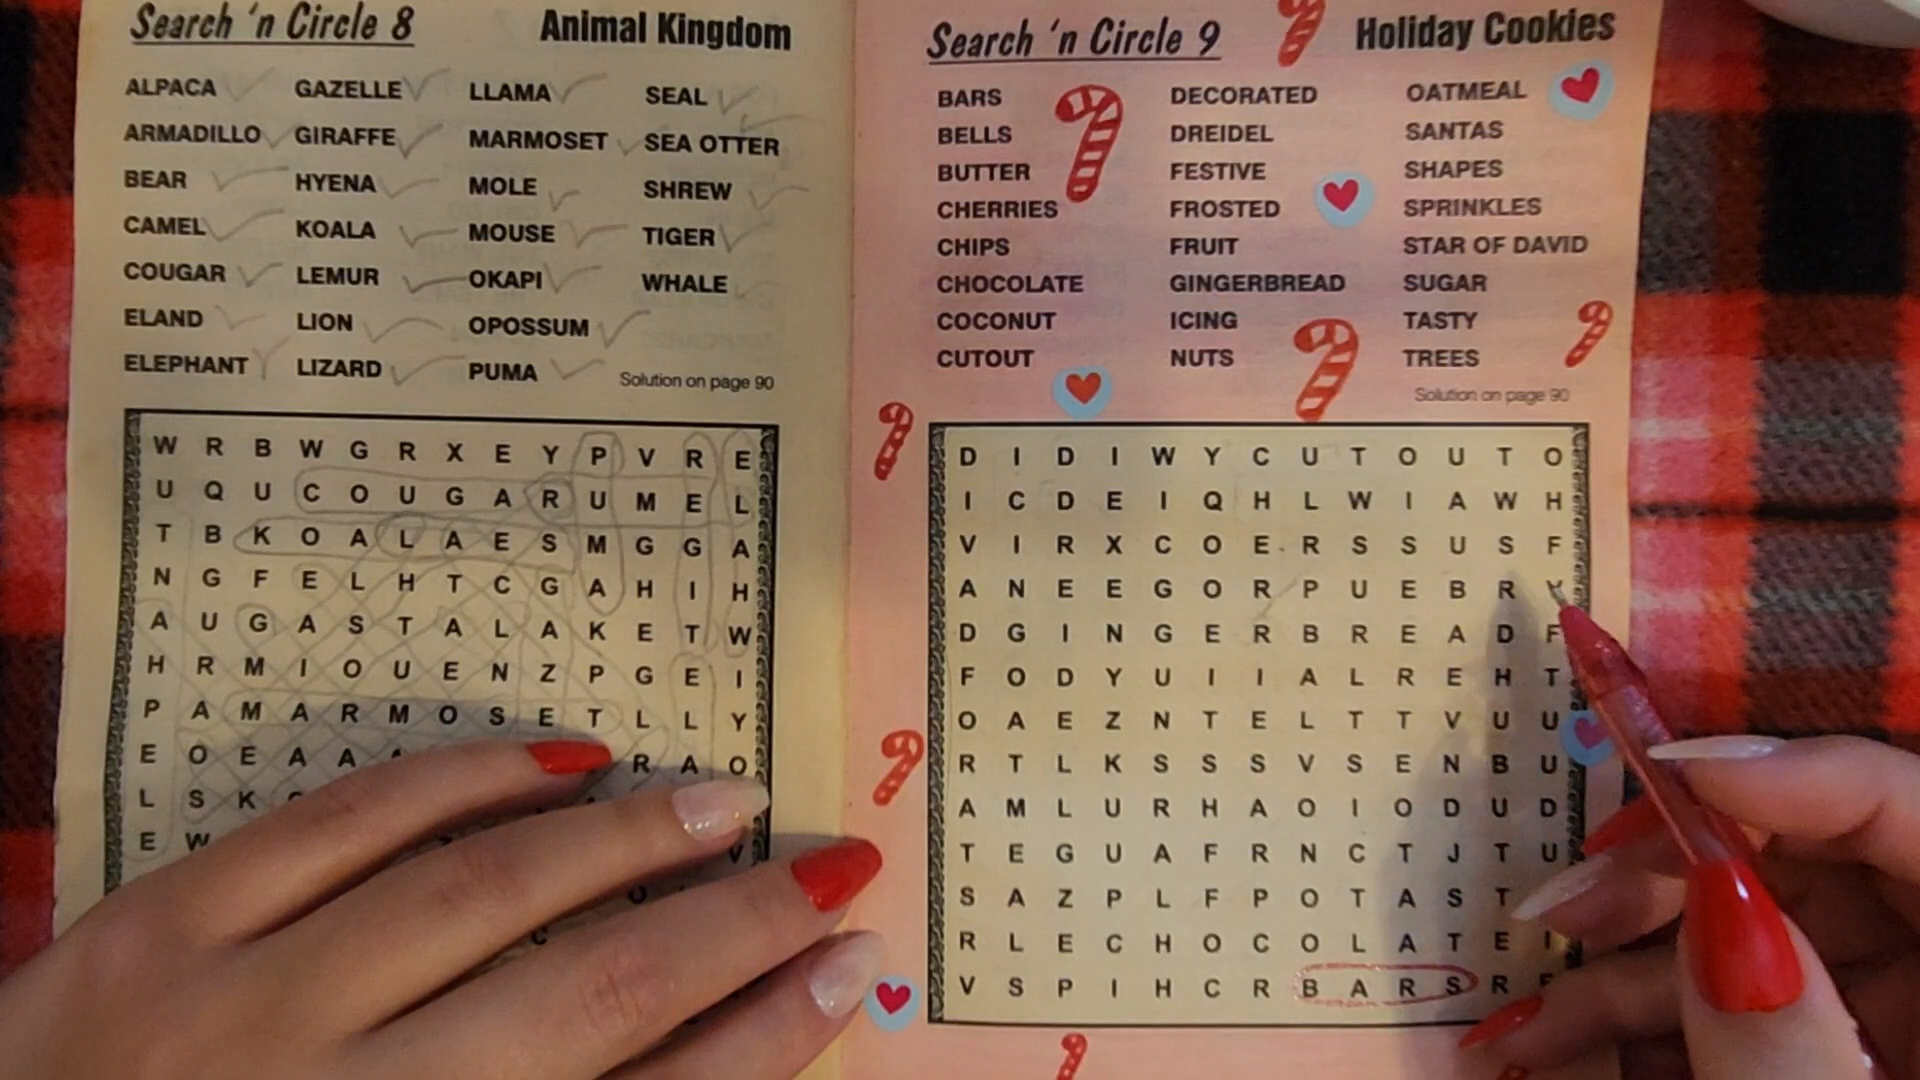 Search 'n Circle 8
Animal Kingdom
ALPACA GAZELLE LLAMA SEAL
ARMADILLO GIRAFFE MARMOSET SEA OTTER
BEAR HYENA MOLE SHREW
CAMEL KOALA MOUSE TIGER
COUGAR LEMUR OKAPI WHALE
ELAND LION OPOSSUM
ELEPHANT LIZARD PUMA
Solution on page 90
W R B W G R X E Y P V R E
U Q U C O U G A R U M E L
T B K O A L A E S M G G A
N G F E L H T C G A H I H
A U G A S T A L A K E T W
H R M I O U E N Z P G E I
P A M A R M O S E T L L Y
E O E A A R A O
L S K
E W V
Search 'n Circle 9
Holiday Cookies
BARS DECORATED OATMEAL
BELLS DREIDEL SANTAS
BUTTER FESTIVE SHAPES
CHERRIES FROSTED SPRINKLES
CHIPS FRUIT STAR OF DAVID
CHOCOLATE GINGERBREAD SUGAR
COCONUT ICING TASTY
CUTOUT NUTS TREES
Solution on page 90
D I D I W Y C U T O U T O
I C D E I Q H L W I A W H
V I R X C O E R S S U S F
A N E E G O R P U E B R
D G I N G E R B R E A D F
F O D Y U I I A L R E H T
O A E Z N T E L T T V U U
R T L K S S S V S E N B U
A M L U R H A O I O D U D
T E G U A F R N C T J T U
S A Z P L F P O T A S T
R L E C H O C O L A T E I
V S P I H C R B A R S R